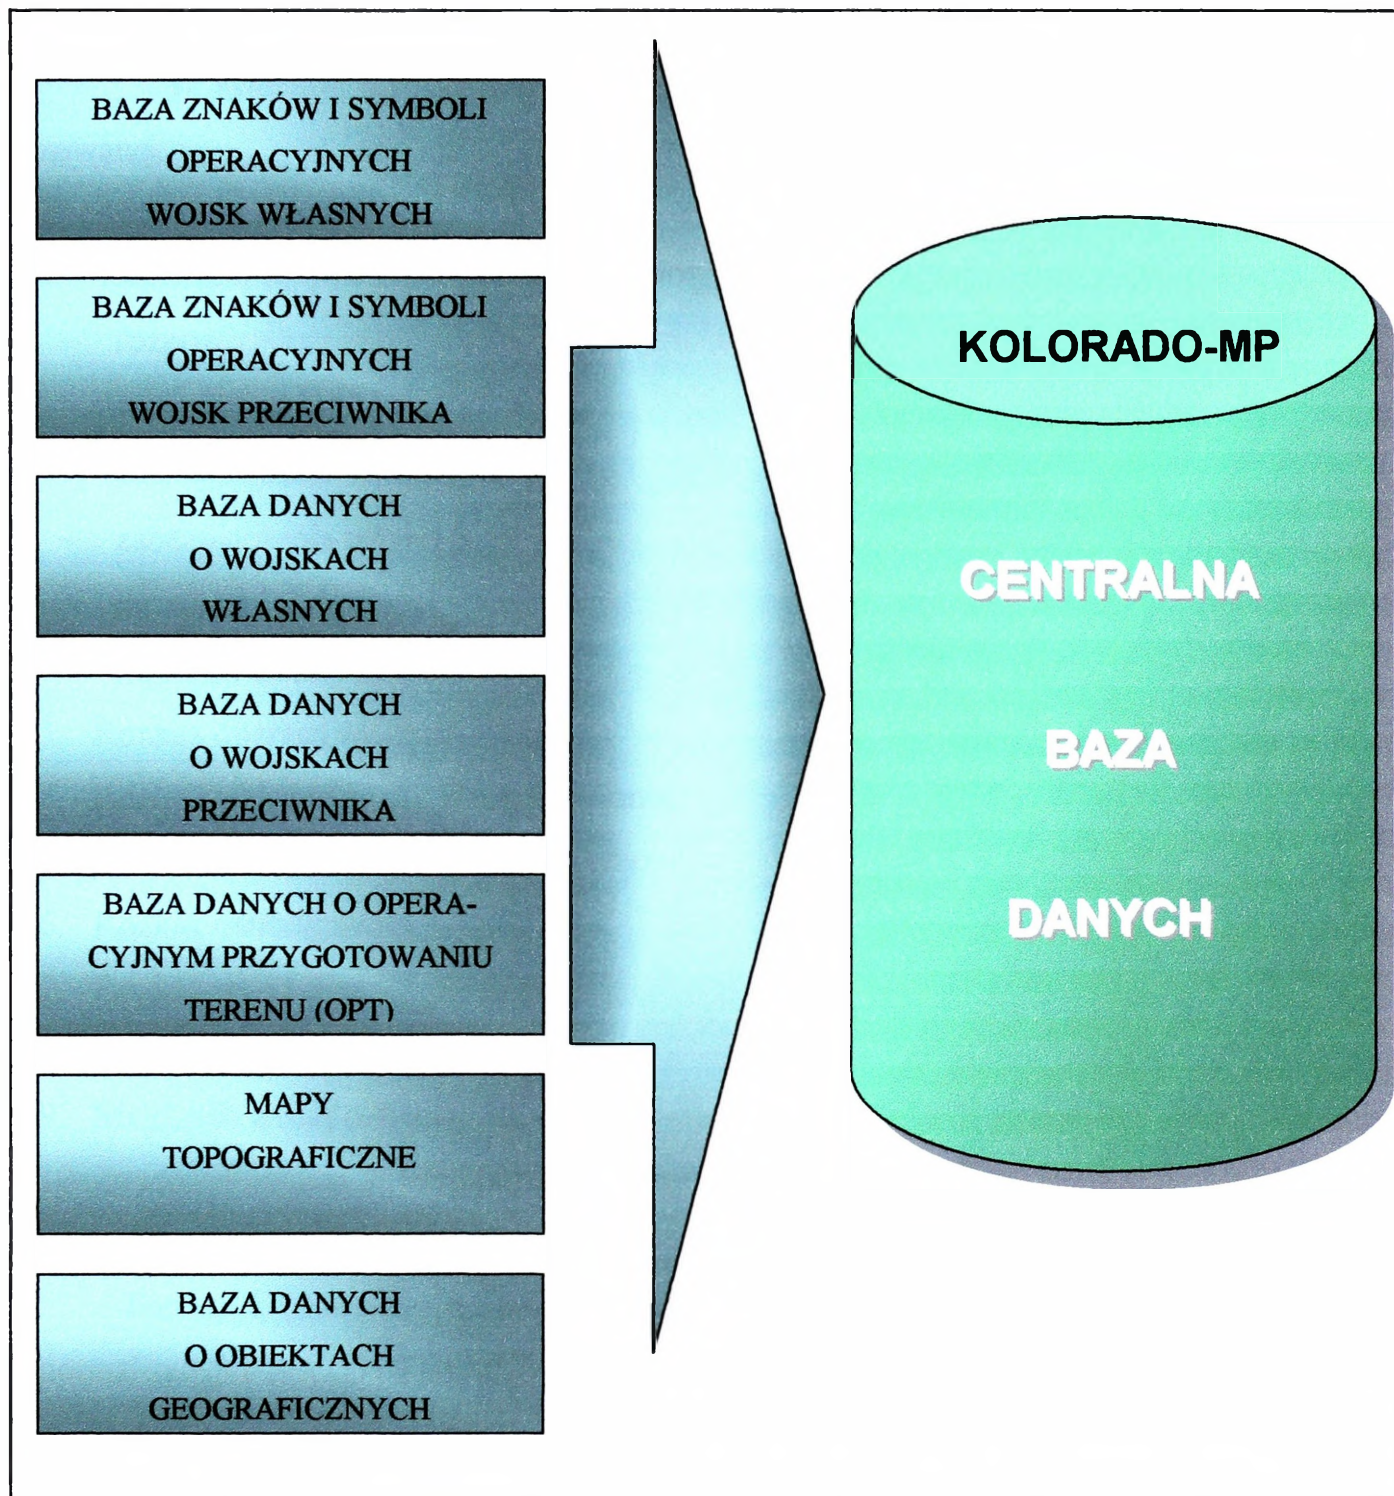 BAZA ZNAKÓW I SYMBOLI
OPERACYJNYCH
WOJSK WŁASNYCH
BAZA ZNAKÓW I SYMBOLI
OPERACYJNYCH
WOJSK PRZECIWNIKA
BAZA DANYCH
O WOJSKACH
WŁASNYCH
BAZA DANYCH
O WOJSKACH
PRZECIWNIKA
BAZA DANYCH O OPERA-
CYJNYM PRZYGOTOWANIU
TERENU (OPT)
MAPY
TOPOGRAFICZNE
BAZA DANYCH
O OBIEKTACH
GEOGRAFICZNYCH
KOLORADO-MP
CENTRALNA
BAZA
DANYCH